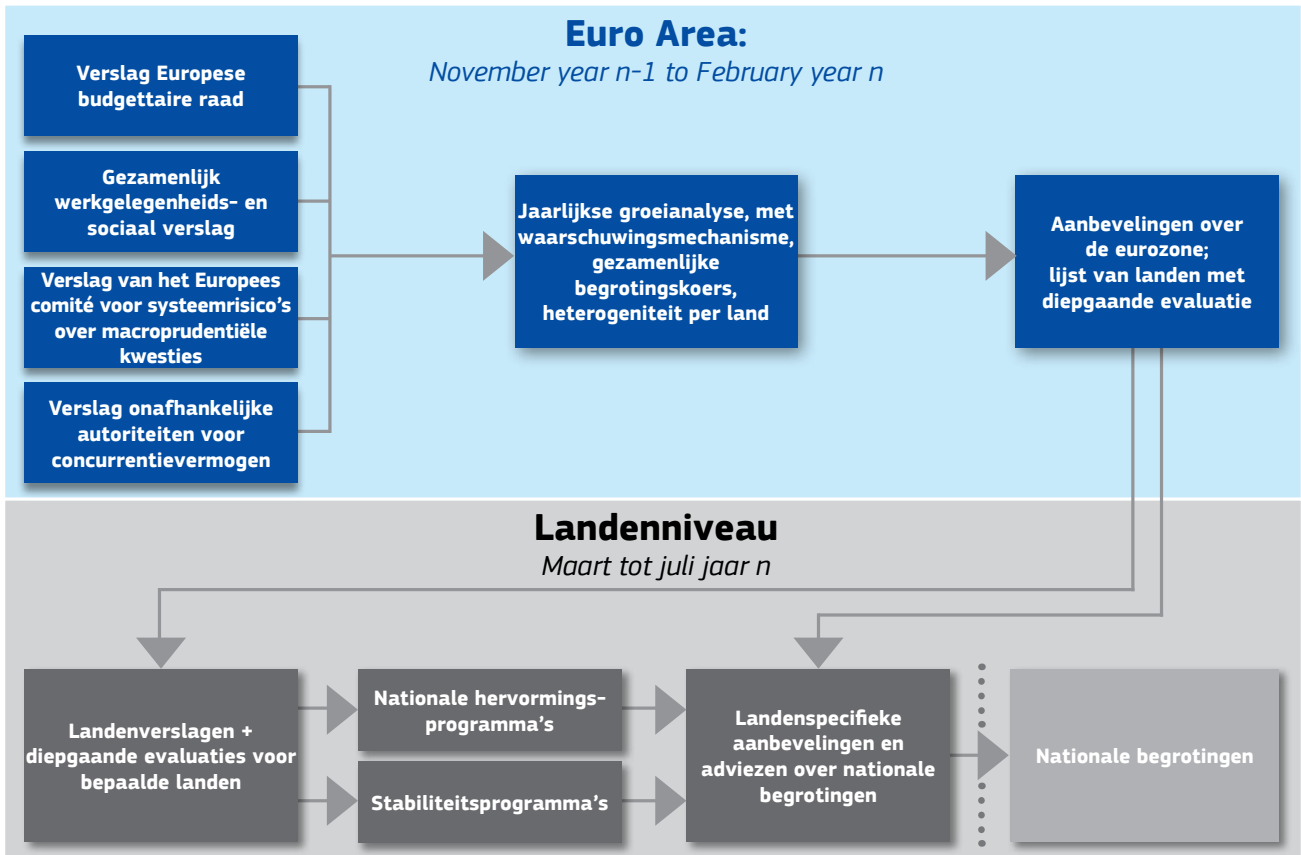 Euro Area:
November year n-1 to February year n
Verslag Europese
budgettaire raad
Gezamenlijk
werkgelegenheids- en
sociaal verslag
Verslag van het Europees
comité voor systeemrisico's
over macroprudentiële
kwesties
Verslag onafhankelijke
autoriteiten voor
concurrentievermogen
Jaarlijkse groeianalyse, met
waarschuwingsmechanisme,
gezamenlijke
begrotingskoers,
heterogeniteit per land
Aanbevelingen over
de eurozone;
lijst van landen met
diepgaande evaluatie
Landenniveau
Maart tot juli jaar n
Landenverslagen +
diepgaande evaluaties voor
bepaalde landen
Nationale hervormings-
programma's
Stabiliteitsprogramma's
Landenspecifieke
aanbevelingen en
adviezen over nationale
begrotingen
Nationale begrotingen